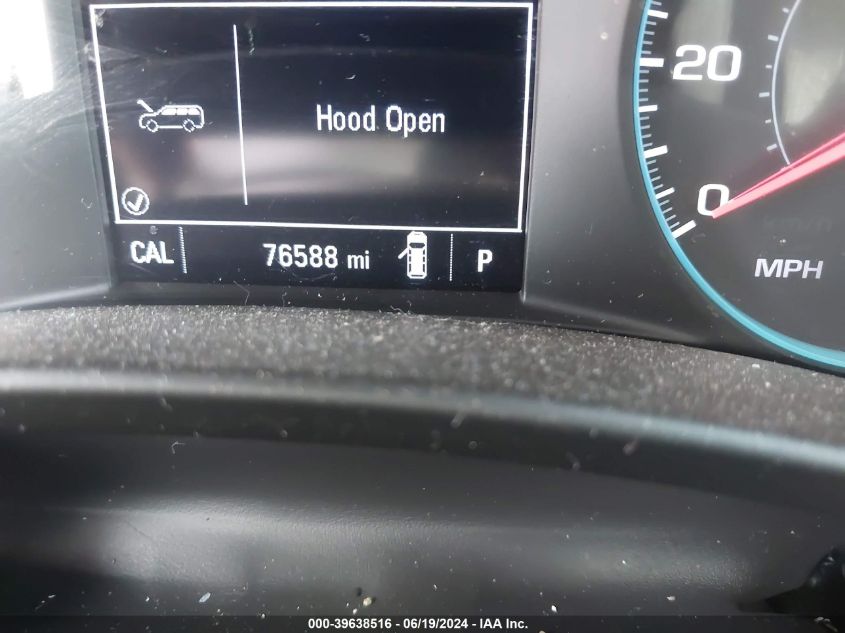 Hood Open
CAL 76588 mi P
20
0
MPH
000-39638516 - 06/19/2024 - IAA Inc.